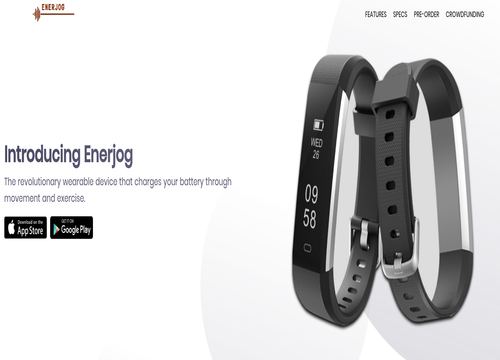 ENERJOG
FEATURES SPECS PRE-ORDER CROWDFUNDING
Introducing Enerjog
The revolutionary wearable device that charges your battery through
movement and exercise.
Download on the
App Store
GET IT ON
Google Play
WED
26
09
58